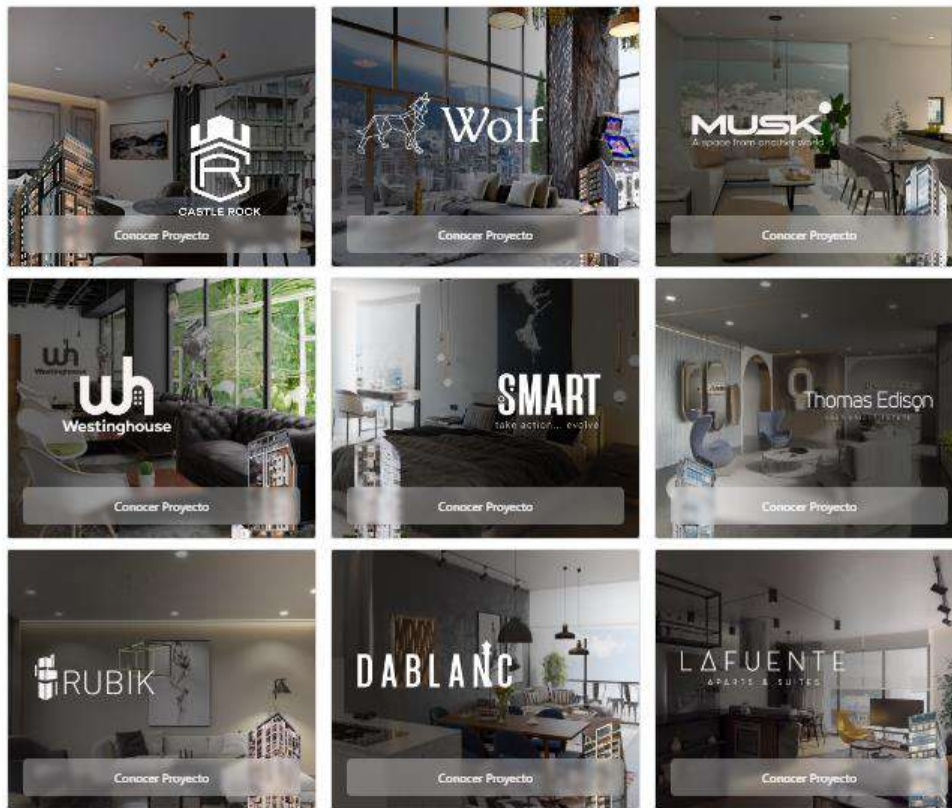 CASTLE ROCK
Conocer Proyecto
Wolf
Conocer Proyecto
MUSK
A space from another world
Conocer Proyecto
wh
Westinghouse
wh
Westinghouse
Conocer Proyecto
SMART
take action... evolve
Conocer Proyecto
Thomas Edison
Conocer Proyecto
RUBIK
Conocer Proyecto
DABLANC
Conocer Proyecto
LAFUENTE
APARTS & SUITES
Conocer Proyecto